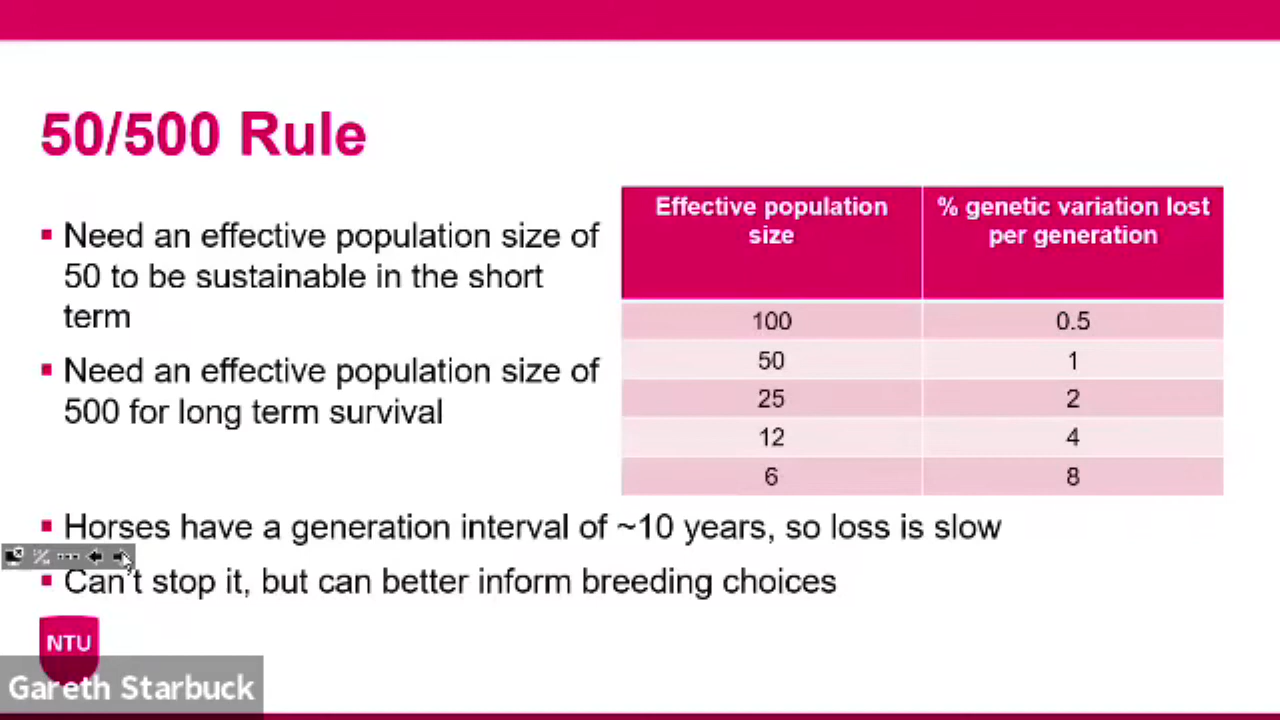 50/500 Rule
▪ Need an effective population size of
50 to be sustainable in the short
term
▪ Need an effective population size of
500 for long term survival
Effective population
size
% genetic variation lost
per generation
100 0.5
50 1
25 2
12 4
6 8
▪ Horses have a generation interval of ~10 years, so loss is slow
▪ Can't stop it, but can better inform breeding choices
NTU
Gareth Starbuck